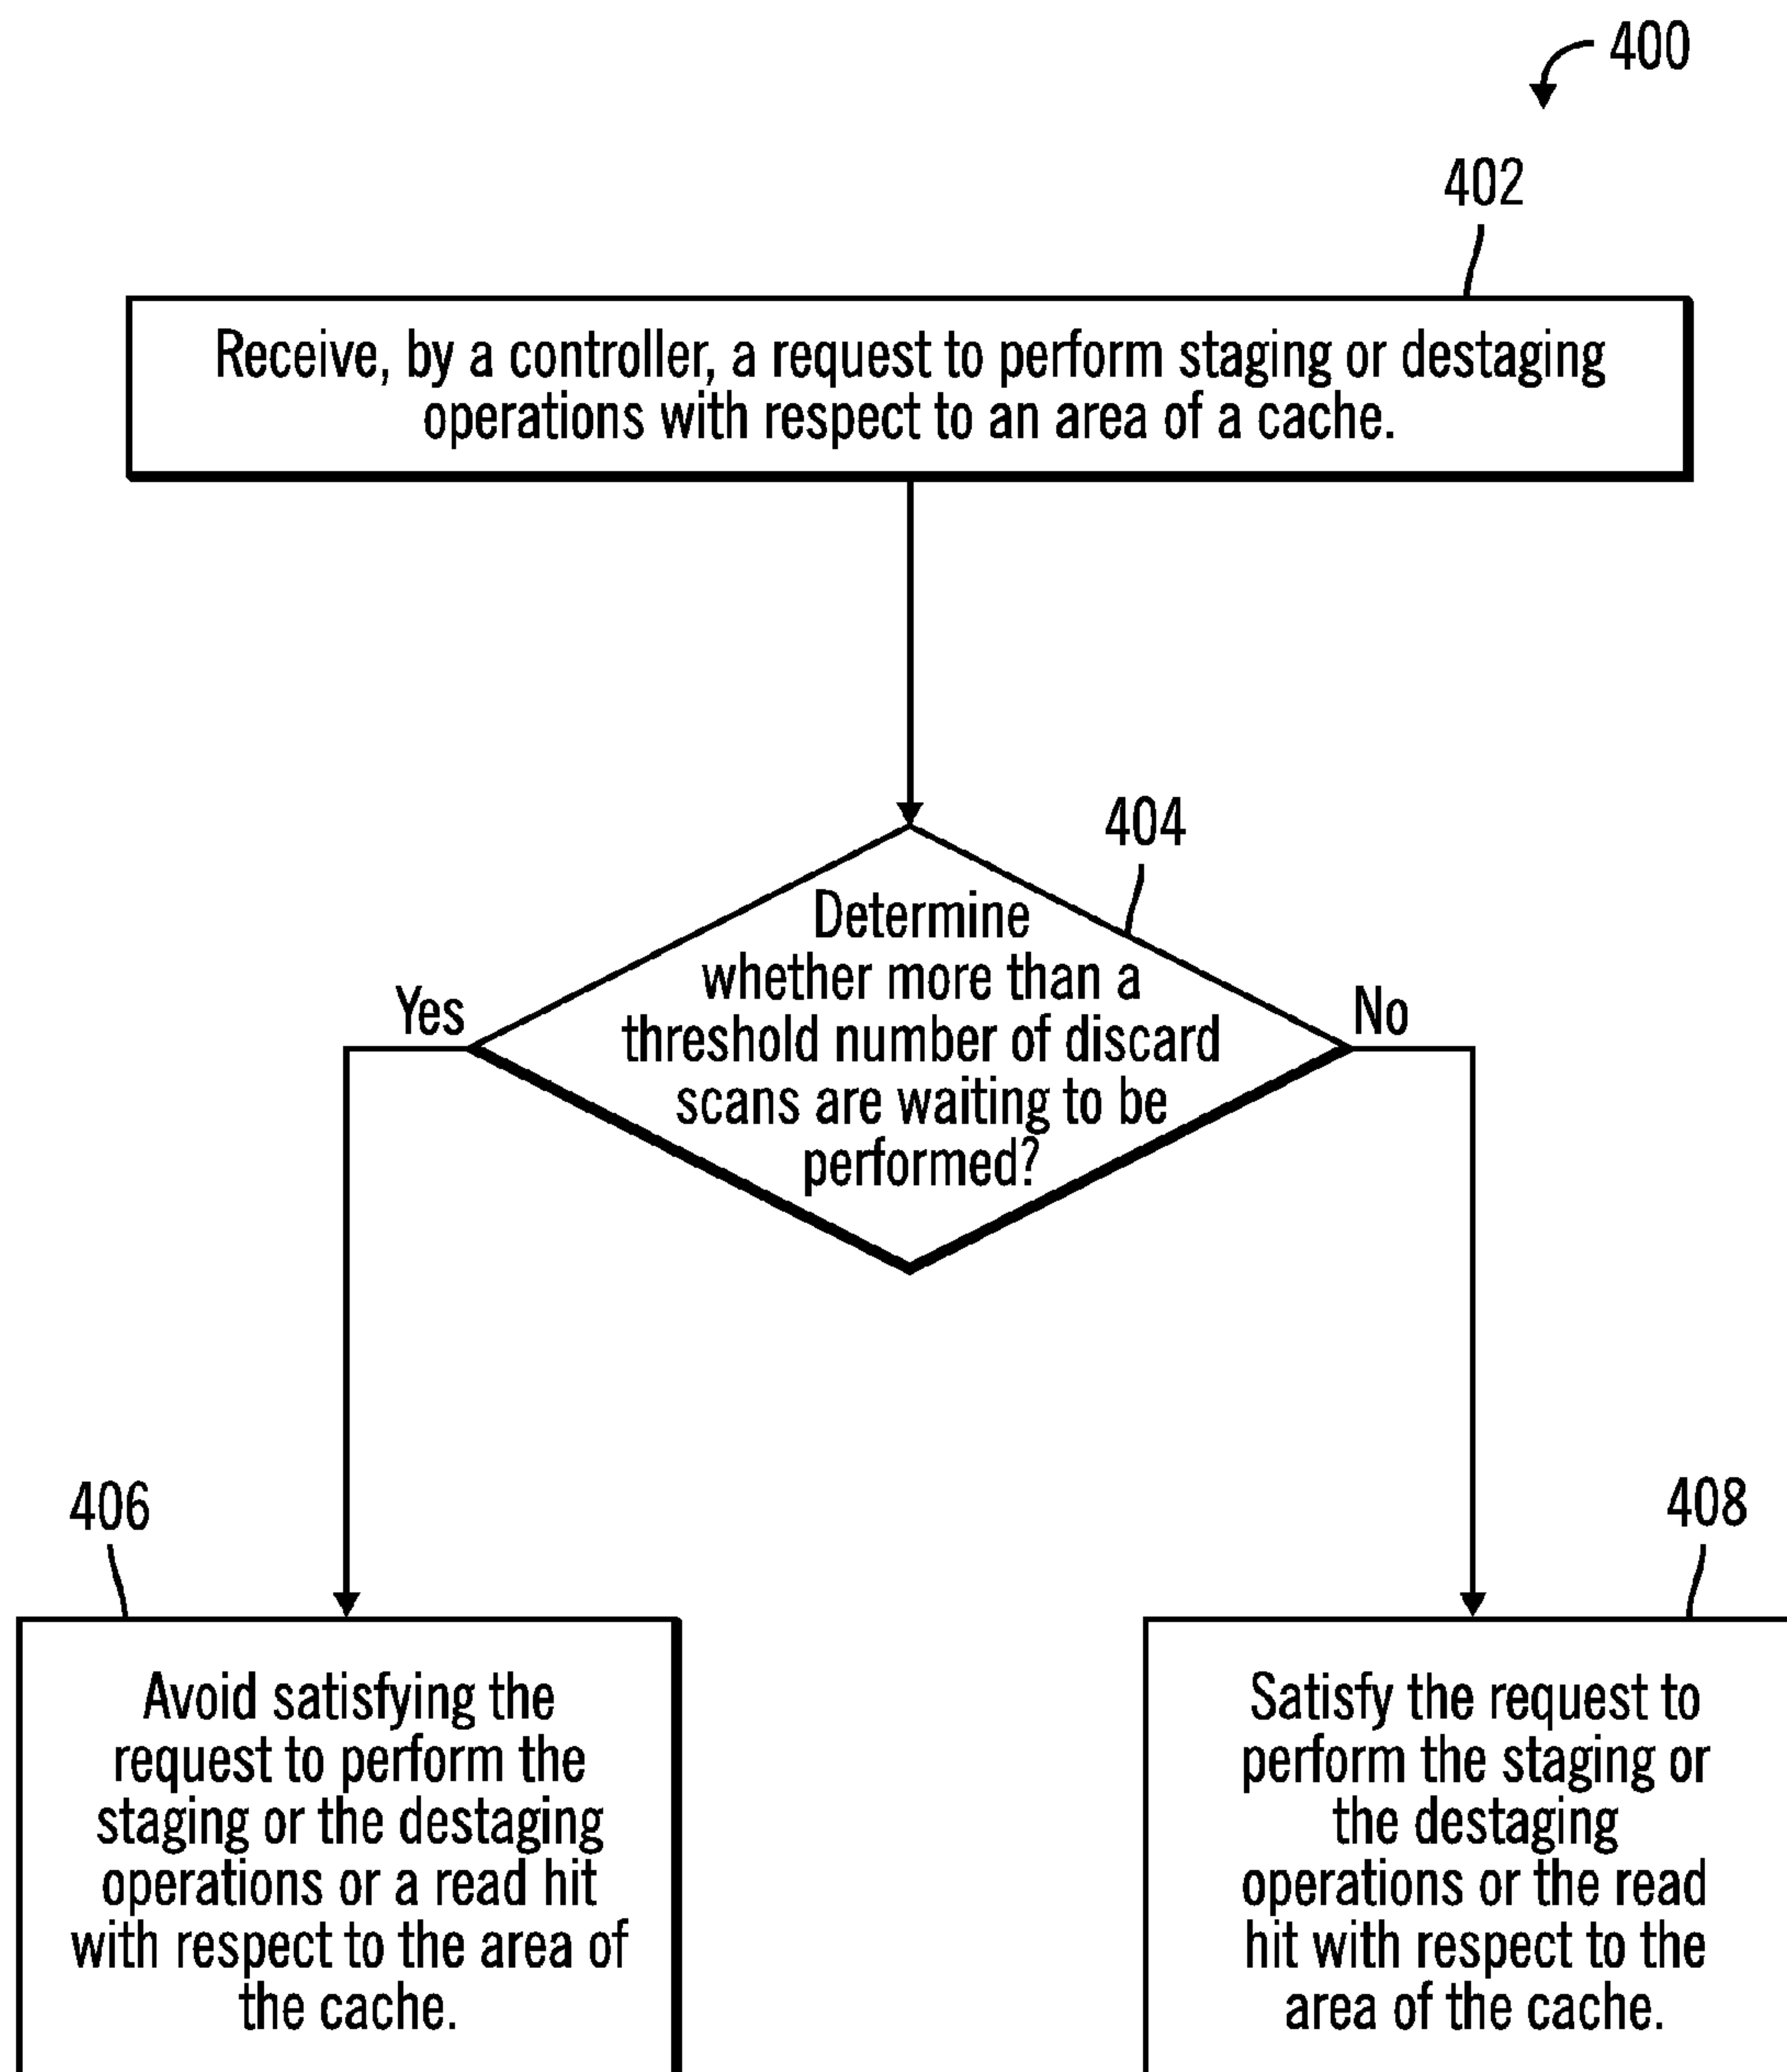 400
402
Receive, by a controller, a request to perform staging or destaging
operations with respect to an area of a cache.
404
Determine
whether more than a
threshold number of discard
scans are waiting to be
performed?
Yes
No
406
408
Avoid satisfying the
request to perform the
staging or the destaging
operations or a read hit
with respect to the area of
the cache.
Satisfy the request to
perform the staging or
the destaging
operations or the read
hit with respect to the
area of the cache.